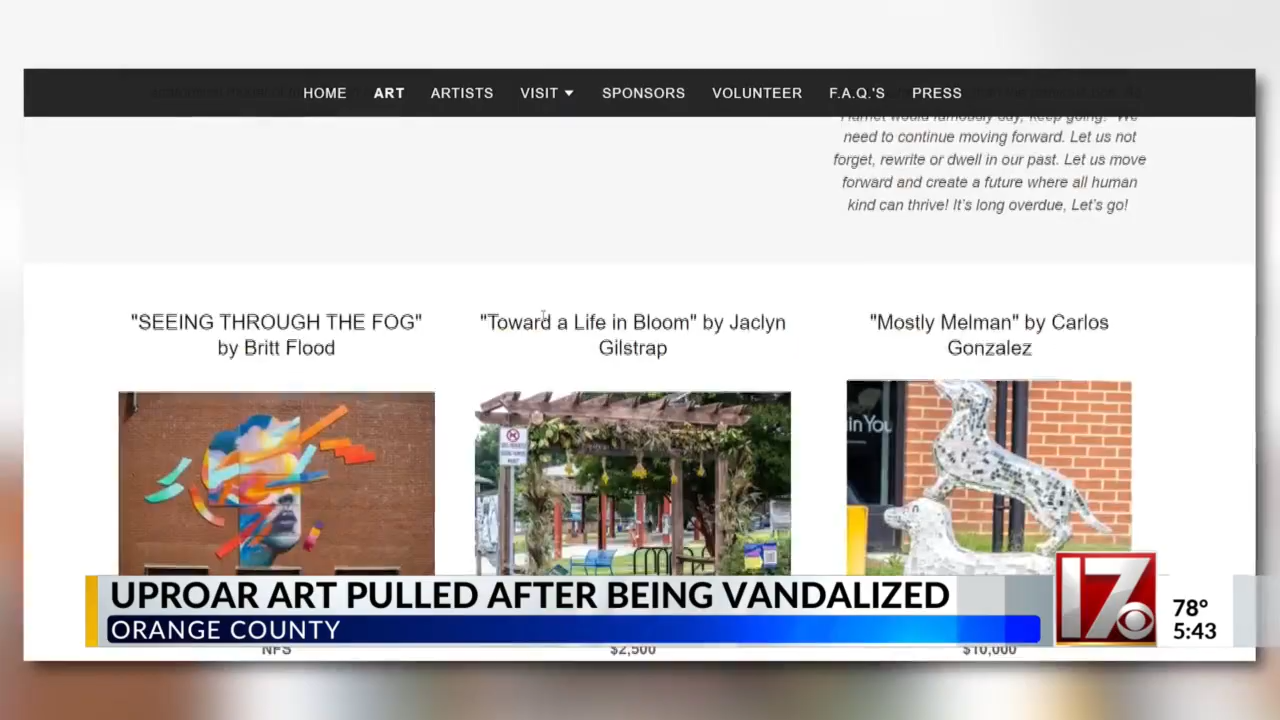 HOME ART ARTISTS VISIT SPONSORS VOLUNTEER F.A.Q.'S PRESS
Harriet would famously say, keep going! We
need to continue moving forward. Let us not
forget, rewrite or dwell in our past. Let us move
forward and create a future where all human
kind can thrive! It's long overdue, Let's go!
"SEEING THROUGH THE FOG"
by Britt Flood
"Toward a Life in Bloom" by Jaclyn
Gilstrap
"Mostly Melman" by Carlos
Gonzalez
in You
UPROAR ART PULLED AFTER BEING VANDALIZED
ORANGE COUNTY
17
78°
5:43
NFS
$2,500
$10,000